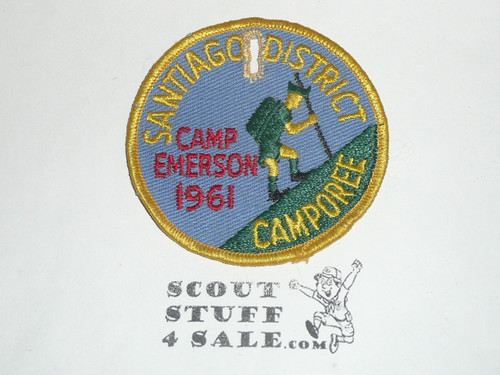 SANTIAGO DISTRICT
CAMP
EMERSON
1961
CAMPOREE
SCOUT
STUFF
4 SALE.COM